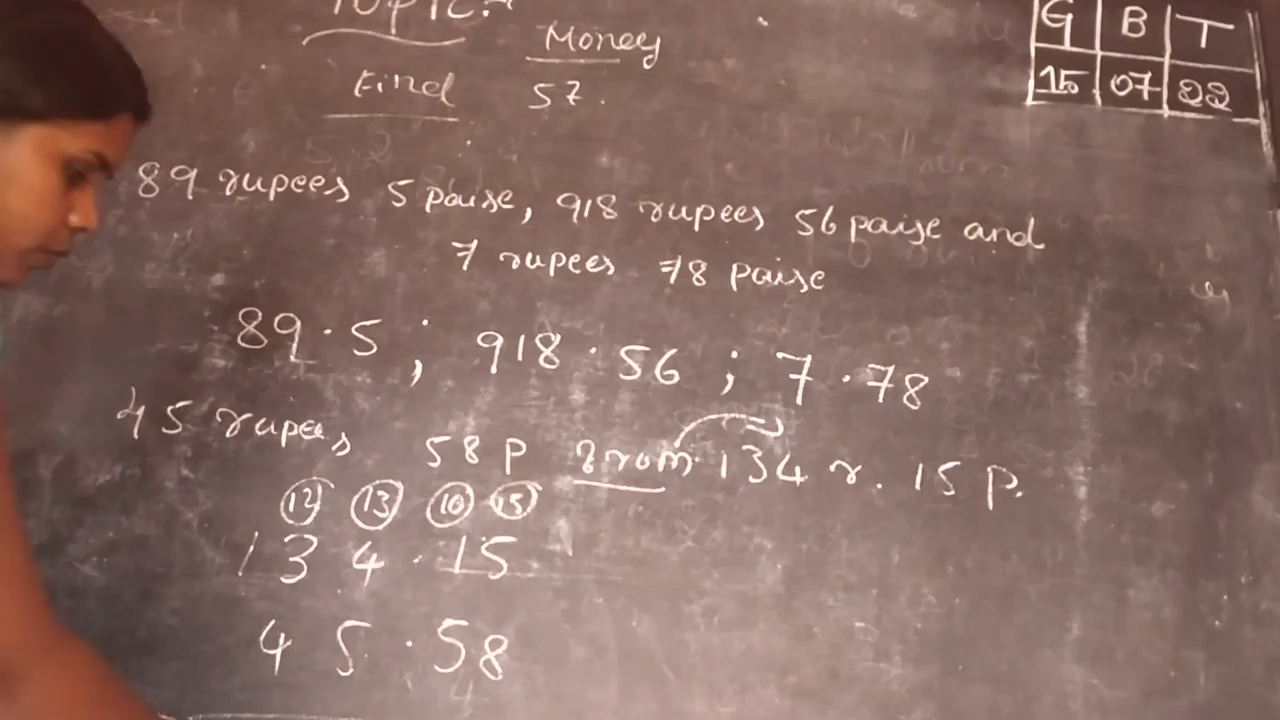 Topic:
Money
Find 57.
G B T
15 07 22
89 rupees 5 paise, 918 rupees 56 paise and
7 rupees 78 paise
89.5 ; 918.56 ; 7.78
45 rupees 58 P from 134 r. 15 P.
12 13 10 15
134.15
45.58